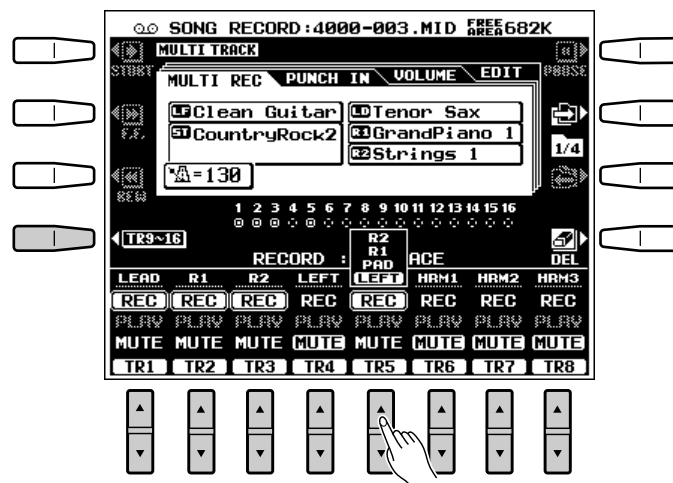 SONG RECORD:4000-003.MID FREE AREA 682K
MULTI TRACK
START
PAUSE
MULTI REC PUNCH IN VOLUME EDIT
LF Clean Guitar LD Tenor Sax
ST CountryRock2 R1 GrandPiano 1
R2 Strings 1
F.F.
1/4
=130
REW
1 2 3 4 5 6 7 8 9 10 11 12 13 14 15 16
TR9~16
R2
R1
PAD
LEFT
RECORD : ACE
DEL
LEAD R1 R2 LEFT LEFT HRM1 HRM2 HRM3
REC REC REC REC REC REC REC REC
PLAY PLAY PLAY PLAY PLAY PLAY PLAY PLAY
MUTE MUTE MUTE MUTE MUTE MUTE MUTE MUTE
TR1 TR2 TR3 TR4 TR5 TR6 TR7 TR8